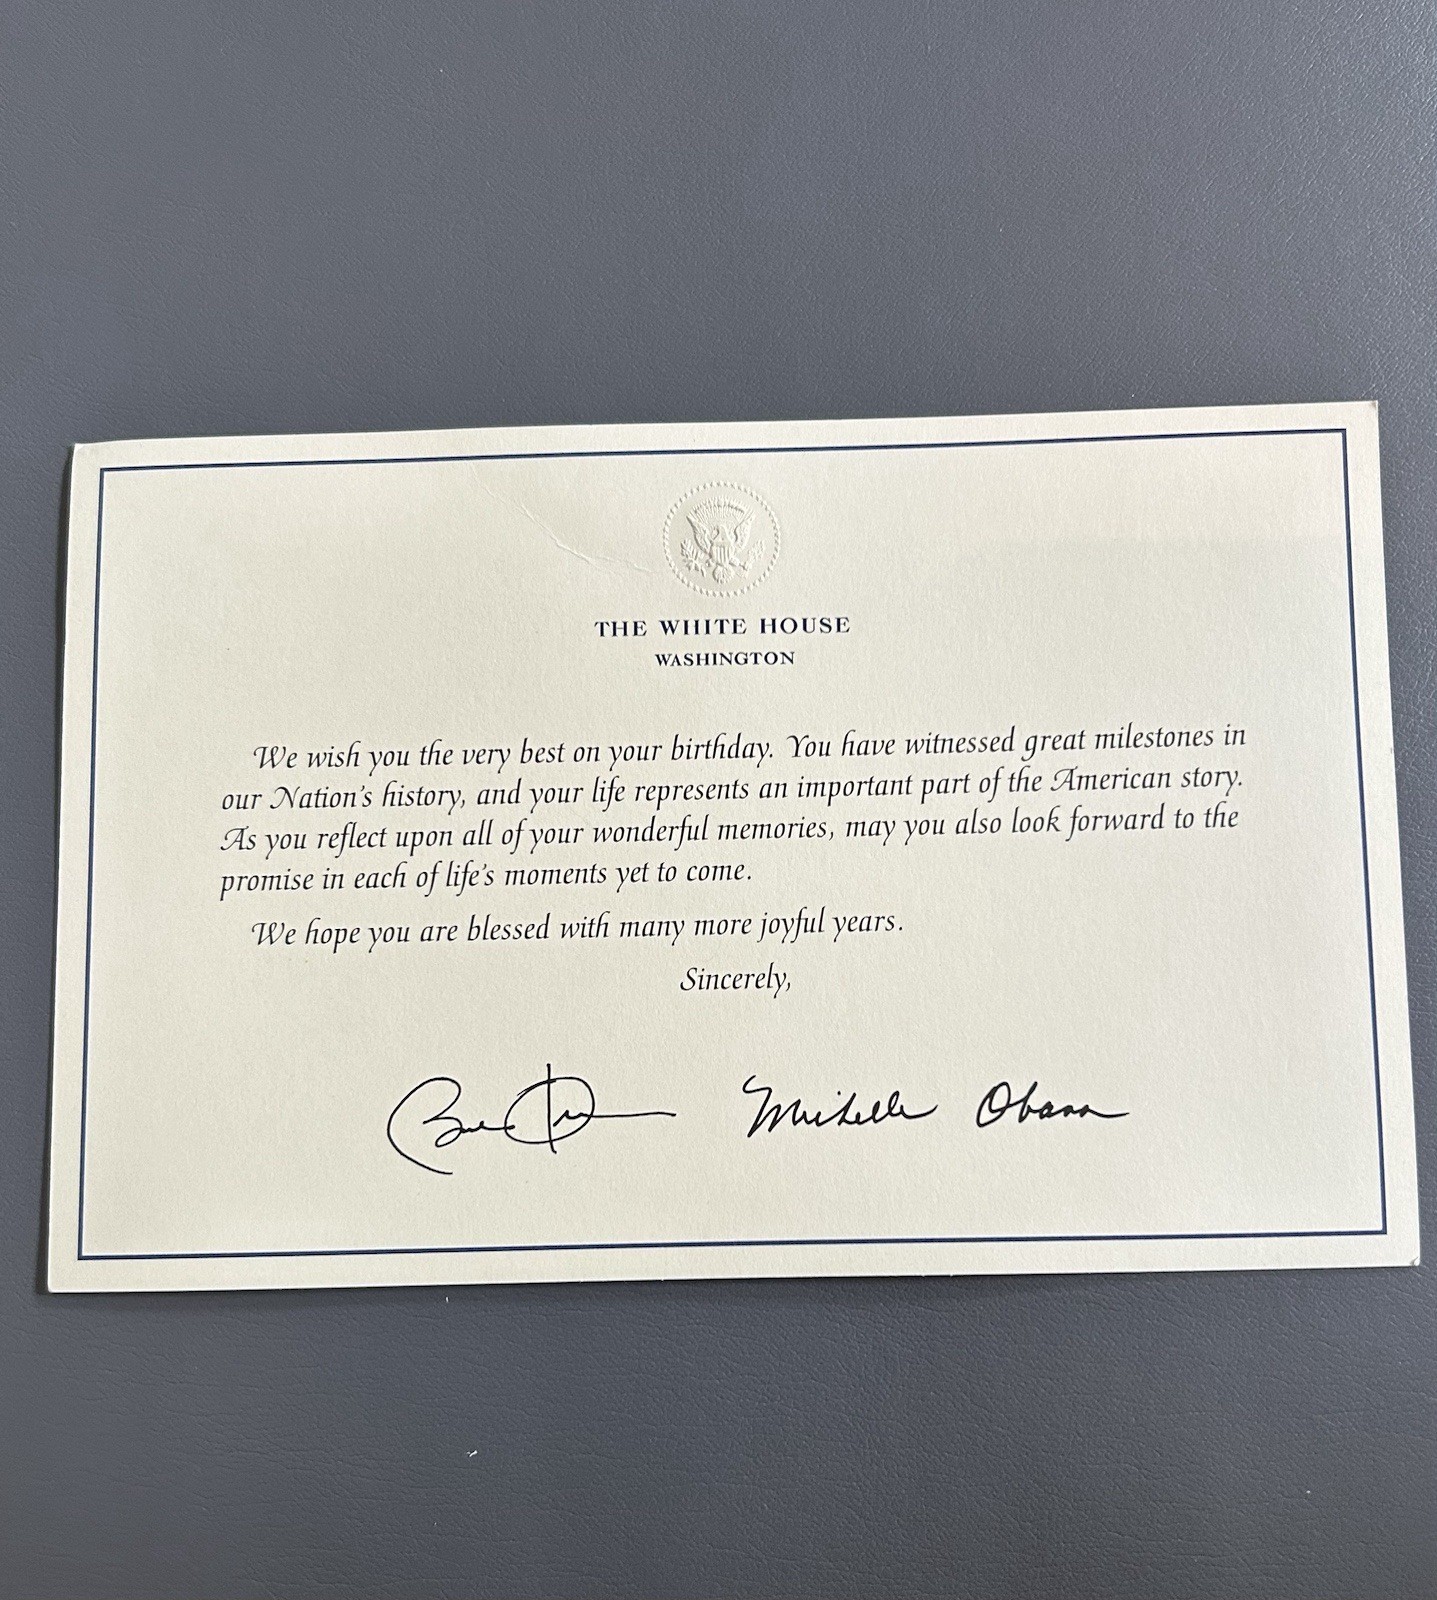 THE WHITE HOUSE
WASHINGTON
We wish you the very best on your birthday. You have witnessed great milestones in
our Nation's history, and your life represents an important part of the American story.
As you reflect upon all of your wonderful memories, may you also look forward to the
promise in each of life's moments yet to come.
We hope you are blessed with many more joyful years.
Sincerely,
Michelle Obama